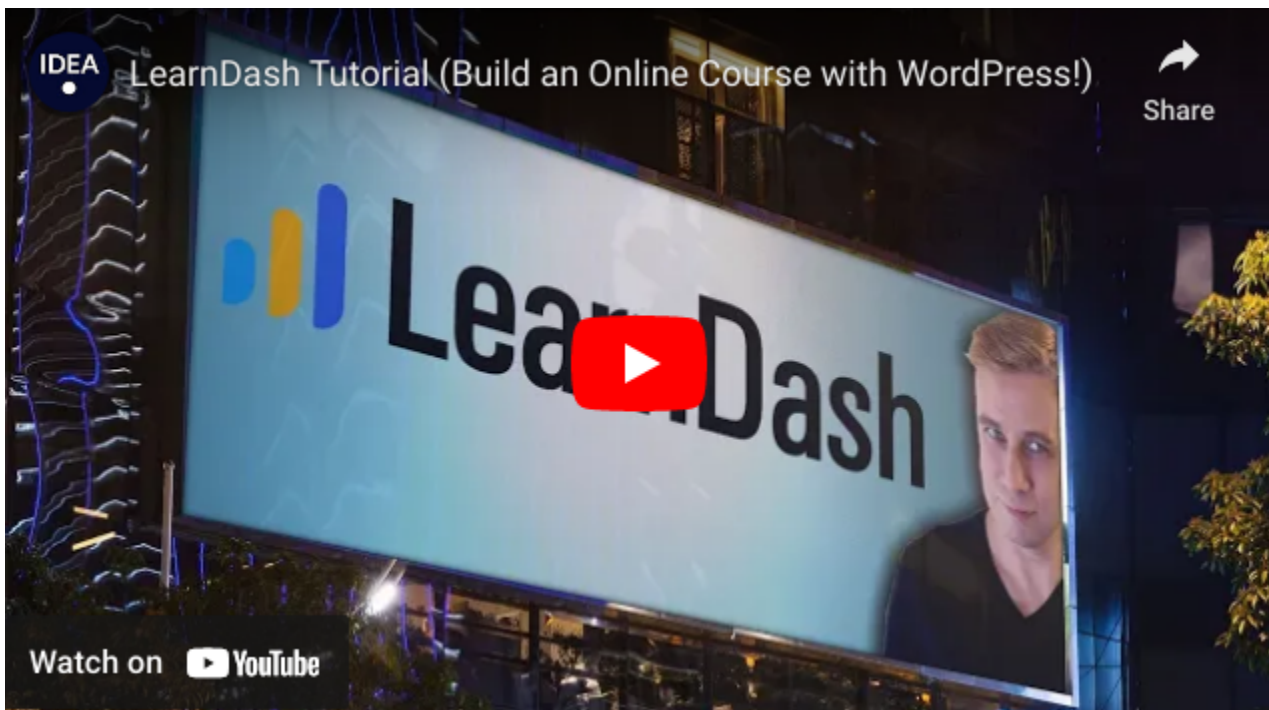 IDEA
LearnDash Tutorial (Build an Online Course with WordPress!)
Share
LearnDash
Watch on YouTube